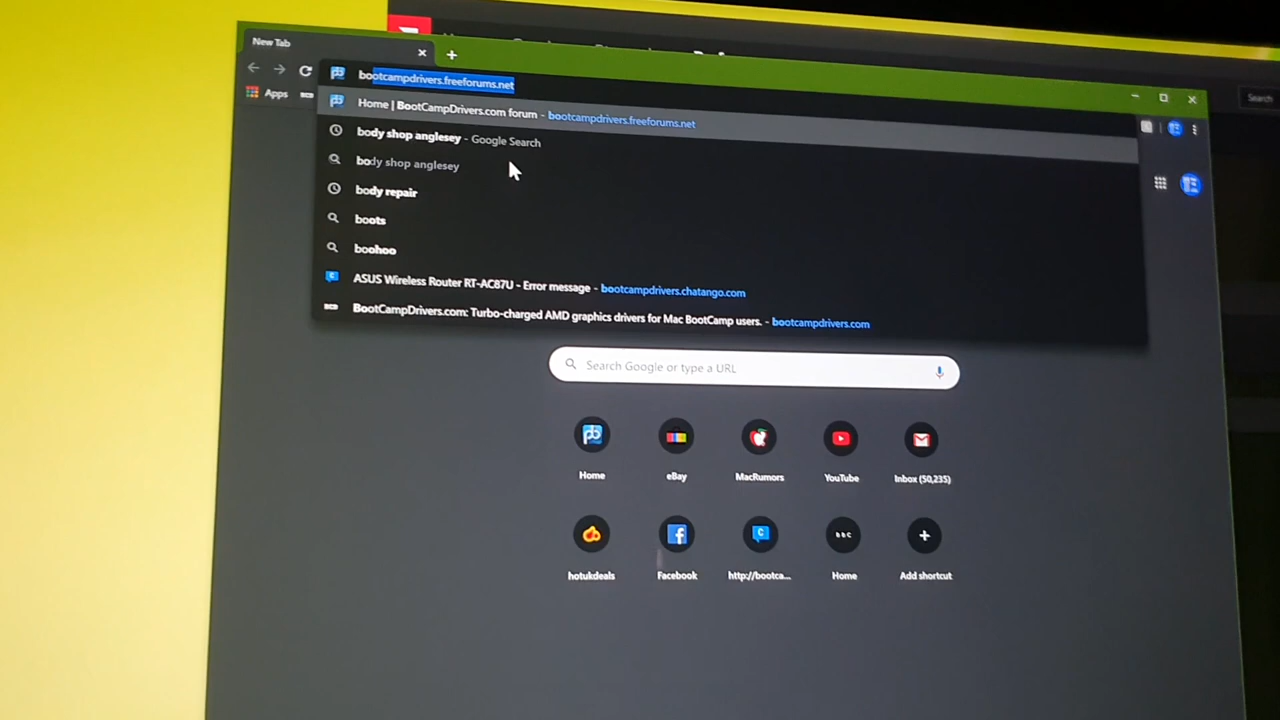 New Tab
bootcampdrivers.freeforums.net
Apps
Search
Home | BootCampDrivers.com forum - bootcampdrivers.freeforums.net
body shop anglesey - Google Search
body shop anglesey
body repair
boots
boohoo
ASUS Wireless Router RT-AC87U - Error message - bootcampdrivers.chatango.com
BootCampDrivers.com: Turbo-charged AMD graphics drivers for Mac BootCamp users. - bootcampdrivers.com
Search Google or type a URL
Home
eBay
MacRumors
YouTube
Inbox (50,235)
BBC
hotukdeals
Facebook
http://bootca...
Home
Add shortcut